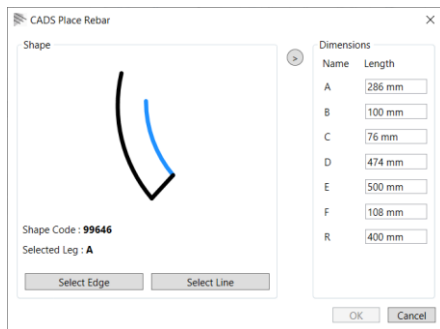 CADS Place Rebar
Shape
Shape Code : 99646
Selected Leg : A
Select Edge
Select Line
>
Dimensions
Name Length
A 286 mm
B 100 mm
C 76 mm
D 474 mm
E 500 mm
F 108 mm
R 400 mm
OK Cancel